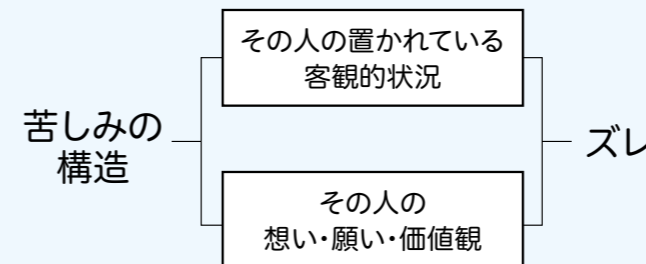 苦しみの
構造
その人の置かれている
客観的状況
その人の
想い・願い・価値観
ズレ